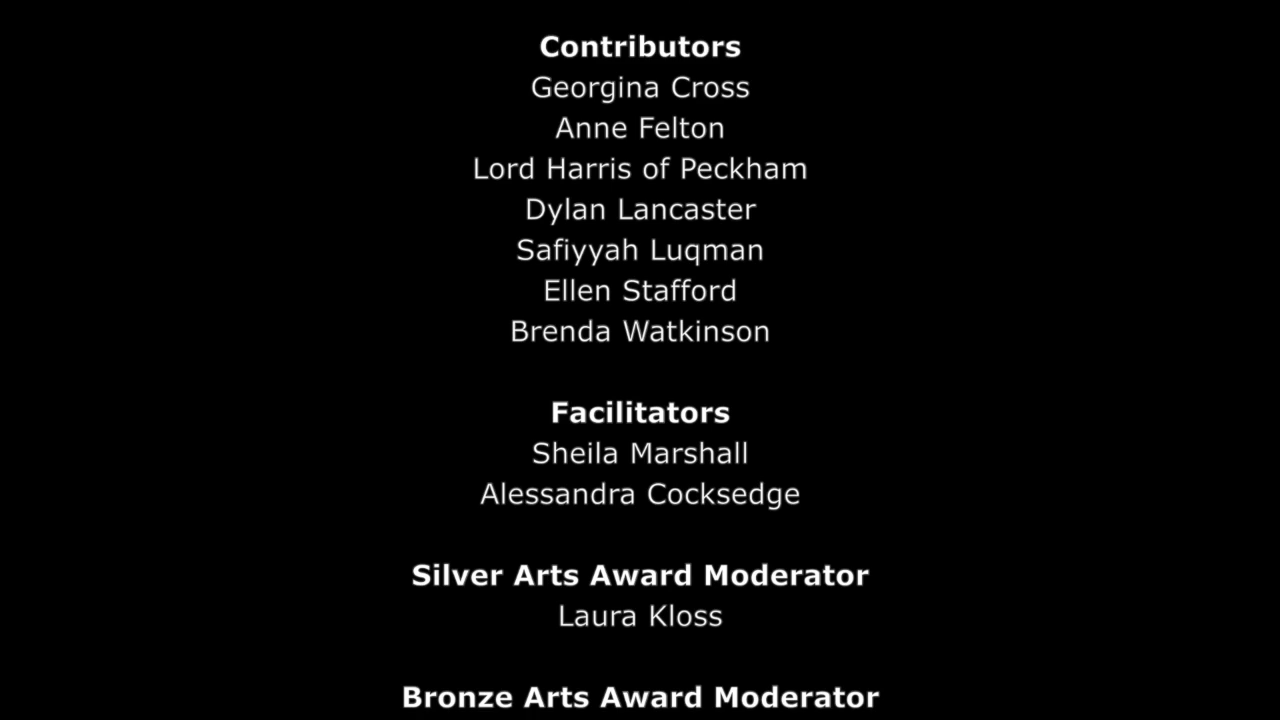 Contributors
Georgina Cross
Anne Felton
Lord Harris of Peckham
Dylan Lancaster
Safiyyah Luqman
Ellen Stafford
Brenda Watkinson
Facilitators
Sheila Marshall
Alessandra Cocksedge
Silver Arts Award Moderator
Laura Kloss
Bronze Arts Award Moderator